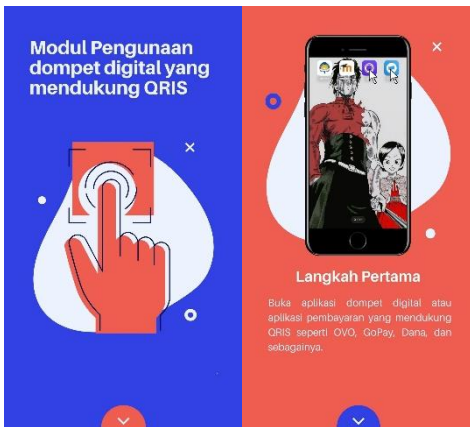 Modul Pengunaan
dompet digital yang
mendukung QRIS
Langkah Pertama
Buka aplikasi dompet digital atau
aplikasi pembayaran yang mendukung
QRIS seperti OVO, GoPay, Dana, dan
sebagainya.